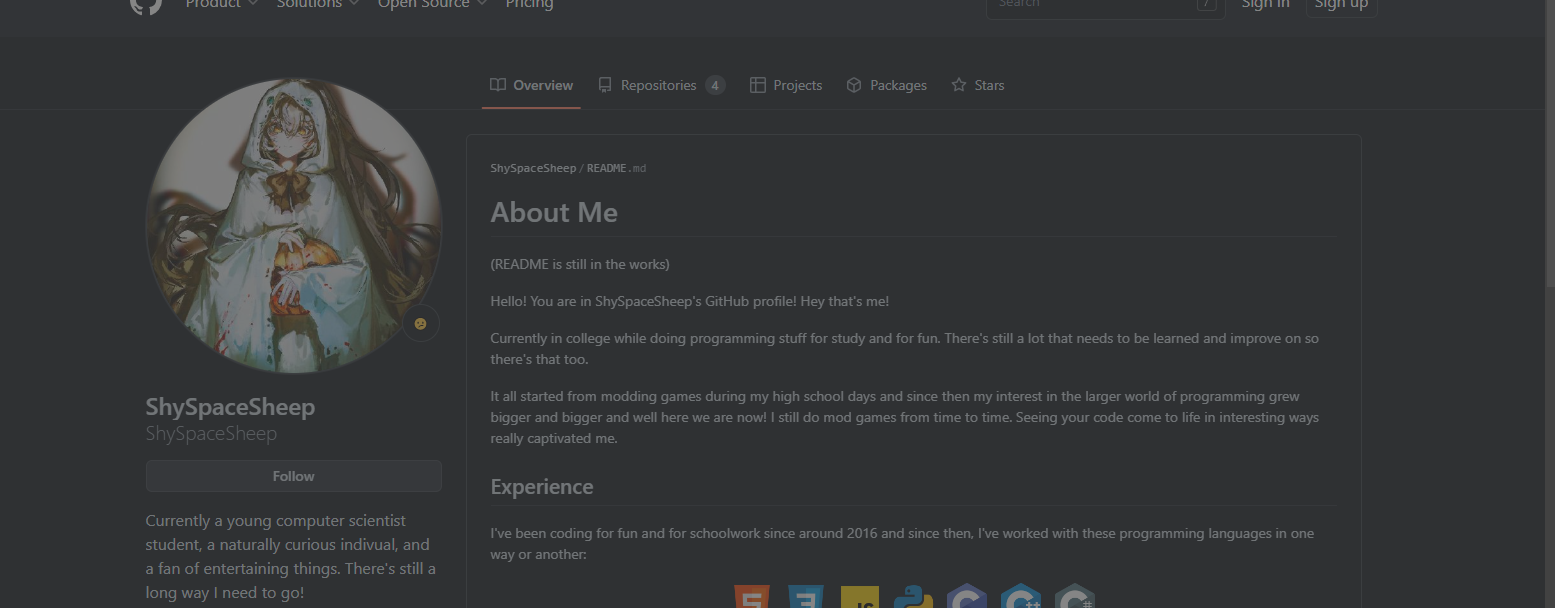 Product Solutions Open Source Pricing Search / Sign in Sign up
Overview Repositories 4 Projects Packages Stars
ShySpaceSheep / README.md
About Me
(README is still in the works)
Hello! You are in ShySpaceSheep's GitHub profile! Hey that's me!
Currently in college while doing programming stuff for study and for fun. There's still a lot that needs to be learned and improve on so
there's that too.
It all started from modding games during my high school days and since then my interest in the larger world of programming grew
bigger and bigger and well here we are now! I still do mod games from time to time. Seeing your code come to life in interesting ways
really captivated me.
Experience
I've been coding for fun and for schoolwork since around 2016 and since then, I've worked with these programming languages in one
way or another:
JS C C++ C#
ShySpaceSheep
ShySpaceSheep
Follow
Currently a young computer scientist
student, a naturally curious indivual, and
a fan of entertaining things. There's still a
long way I need to go!